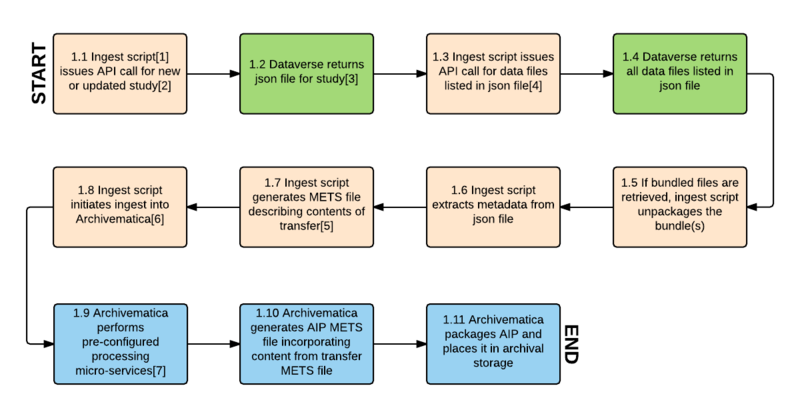 START
1.1 Ingest script[1]
issues API call for new
or updated study[2]
1.2 Dataverse returns
json file for study[3]
1.3 Ingest script issues
API call for data files
listed in json file[4]
1.4 Dataverse returns
all data files listed in
json file
1.5 If bundled files are
retrieved, ingest script
unpackages the
bundle(s)
1.6 Ingest script
extracts metadata from
json file
1.7 Ingest script
generates METS file
describing contents of
transfer[5]
1.8 Ingest script
initiates ingest into
Archivematica[6]
1.9 Archivematica
performs
pre-configured
processing
micro-services[7]
1.10 Archivematica
generates AIP METS
file incorporating
content from transfer
METS file
1.11 Archivematica
packages AIP and
places it in archival
storage
END